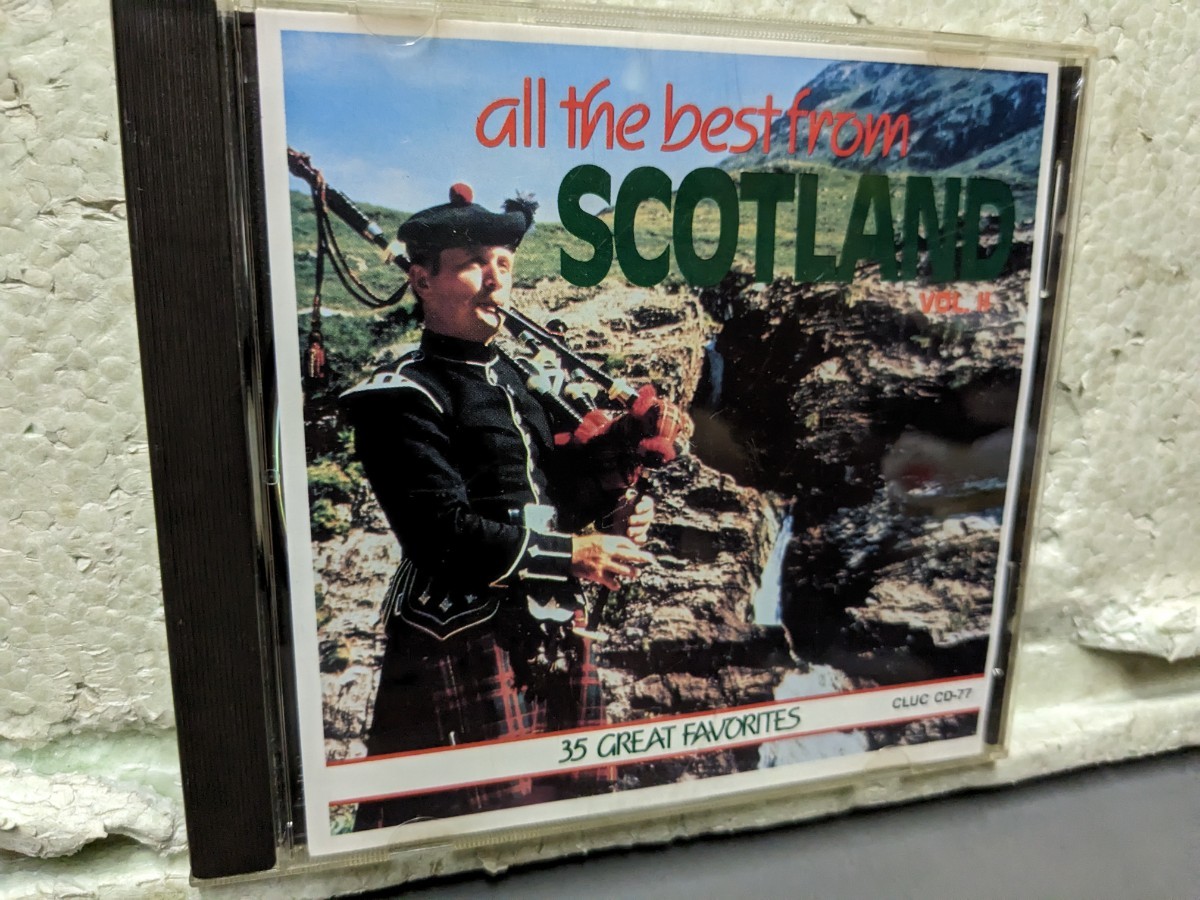 all the best from
SCOTLAND
VOL. II
CLUC CD-77
35 GREAT FAVORITES